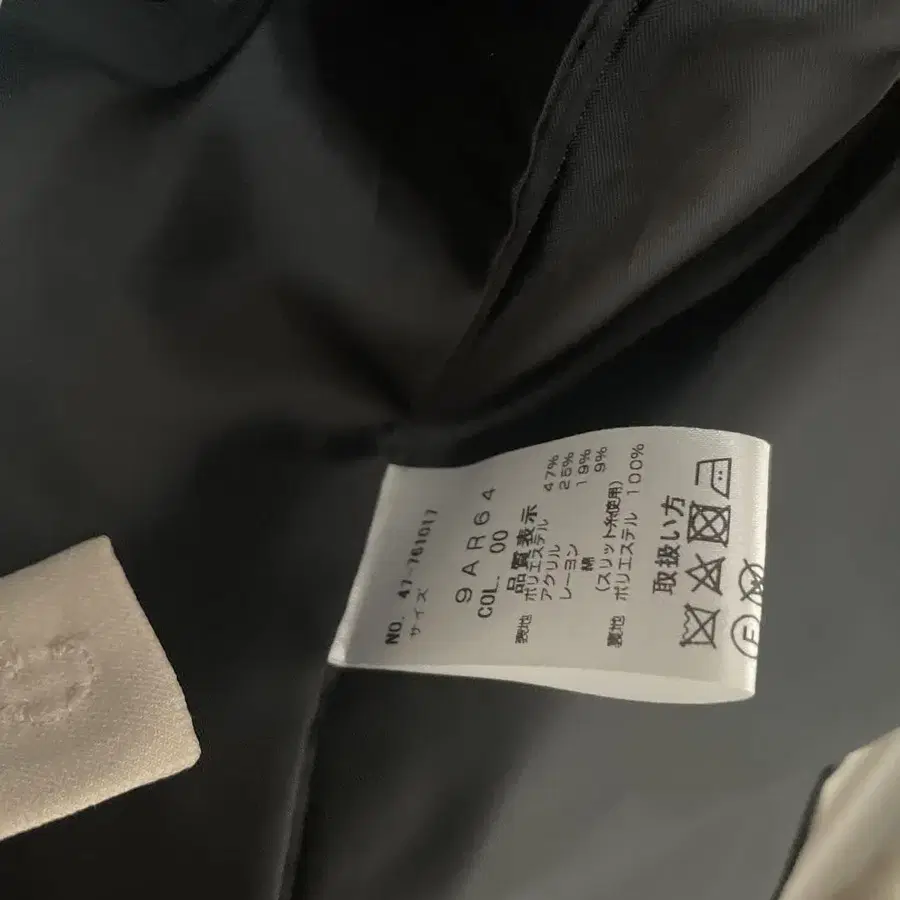 NO. 47-761017
サイズ
9AR64
COL. 00
品質表示
表地 ポリエステル 47%
アクリル 25%
レーヨン 19%
綿 9%
(スリット糸使用)
裏地 ポリエステル 100%
取扱い方
F